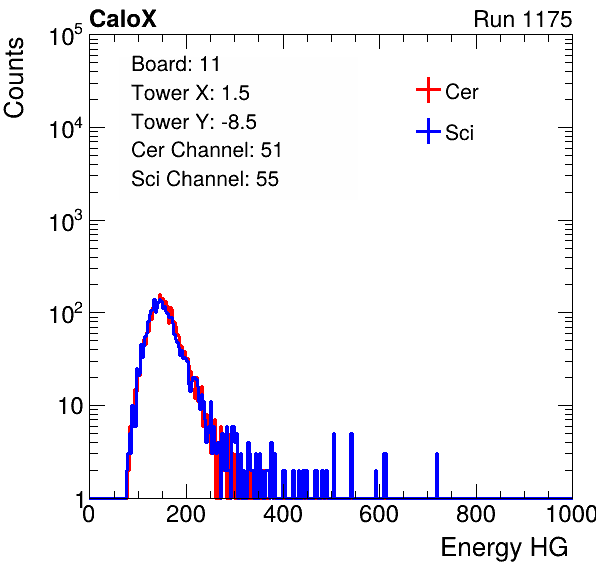 CaloX Run 1175
Counts
10^5
10^4
10^3
10^2
10
1
Board: 11
Tower X: 1.5
Tower Y: -8.5
Cer Channel: 51
Sci Channel: 55
Cer
Sci
0 200 400 600 800 1000
Energy HG